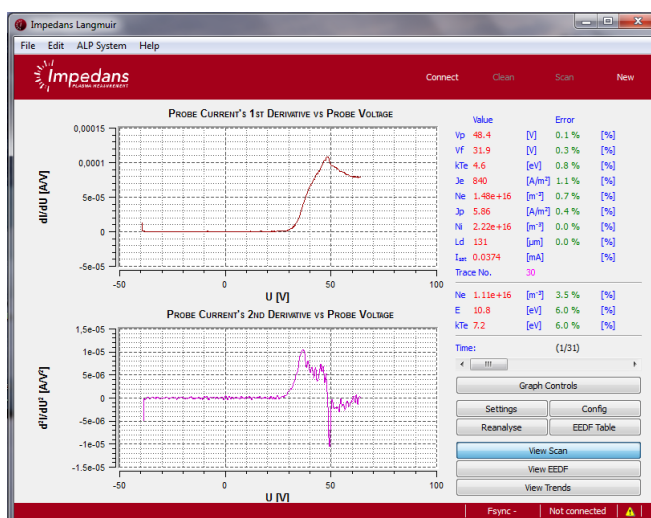 Impedans Langmuir
File Edit ALP System Help
Impedans
PLASMA MEASUREMENT
Connect Clean Scan New
PROBE CURRENT'S 1ST DERIVATIVE VS PROBE VOLTAGE
dI/dU [A/V]
0,00015
0,0001
5e-05
0
-5e-05
-50 0 50 100
U [V]
PROBE CURRENT'S 2ND DERIVATIVE VS PROBE VOLTAGE
d²I/dU² [A/V²]
1,5e-05
1e-05
5e-06
0
-5e-06
-1e-05
-1.5e-05
-50 0 50 100
U [V]
Value Error
Vp 48.4 [V] 0.1 % [%]
Vf 31.9 [V] 0.3 % [%]
kTe 4.6 [eV] 0.8 % [%]
Je 840 [A/m²] 1.1 % [%]
Ne 1.48e+16 [m⁻³] 0.7 % [%]
Jp 5.86 [A/m²] 0.4 % [%]
Ni 2.22e+16 [m⁻³] 0.0 % [%]
Ld 131 [µm] 0.0 % [%]
Isat 0.0374 [mA] [%]
Trace No. 30
Ne 1.11e+16 [m⁻³] 3.5 % [%]
E 10.8 [eV] 6.0 % [%]
kTe 7.2 [eV] 6.0 % [%]
Time: (1/31)
Graph Controls
Settings Config
Reanalyse EEDF Table
View Scan
View EEDF
View Trends
Fsync - Not connected